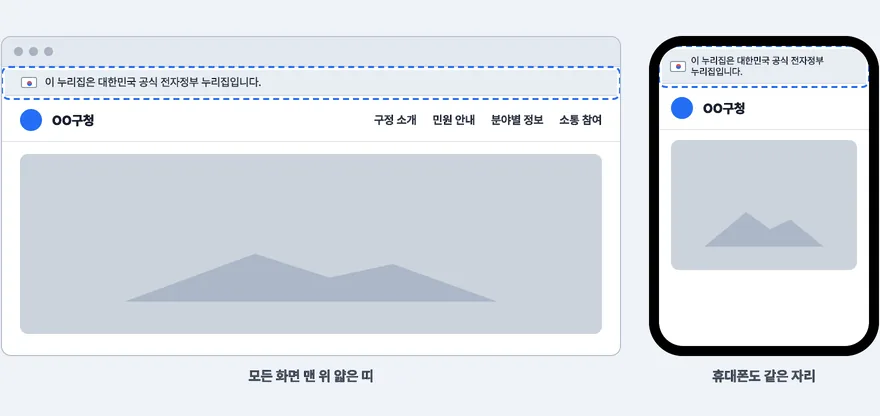 이 누리집은 대한민국 공식 전자정부 누리집입니다.
OO구청
구정 소개 민원 안내 분야별 정보 소통 참여
모든 화면 맨 위 얇은 띠
이 누리집은 대한민국 공식 전자정부
누리집입니다.
OO구청
휴대폰도 같은 자리